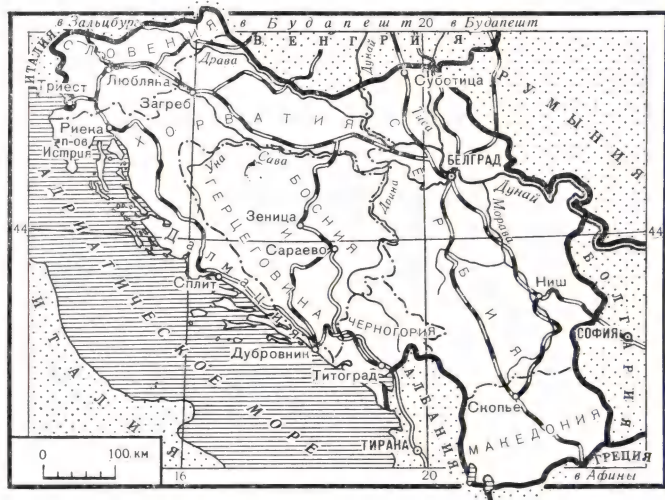 в Зальцбург
в Будапешт
20
в Будапешт
ИТАЛИЯ
СЛОВЕНИЯ
ВЕНГРИЯ
РУМЫНИЯ
Драва
Дунай
Суботица
Любляна
Триест
Загреб
Тиса
Риека
п-ов
Истрия
ХОРВАТИЯ
СЕРБИЯ
Уна
Сава
БЕЛГРАД
Дунай
БОСНИЯ
И
ГЕРЦЕГОВИНА
Дрина
Морава
44
44
Зеница
Далмация
Сараево
Сплит
Ниш
БОЛГАРИЯ
СОФИЯ
АДРИАТИЧЕСКОЕ МОРЕ
ИТАЛИЯ
ЧЕРНОГОРИЯ
Дубровник
Титоград
АЛБАНИЯ
Скопье
МАКЕДОНИЯ
ТИРАНА
ГРЕЦИЯ
0 100 км
16
20
в Афины